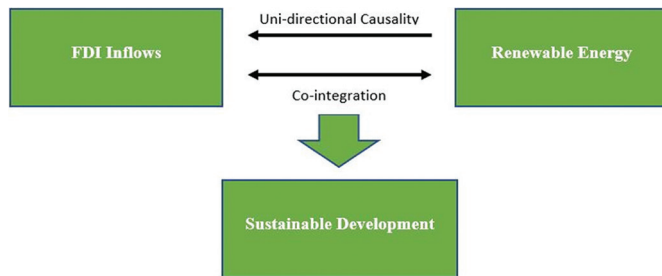 Uni-directional Causality
FDI Inflows
Renewable Energy
Co-integration
Sustainable Development